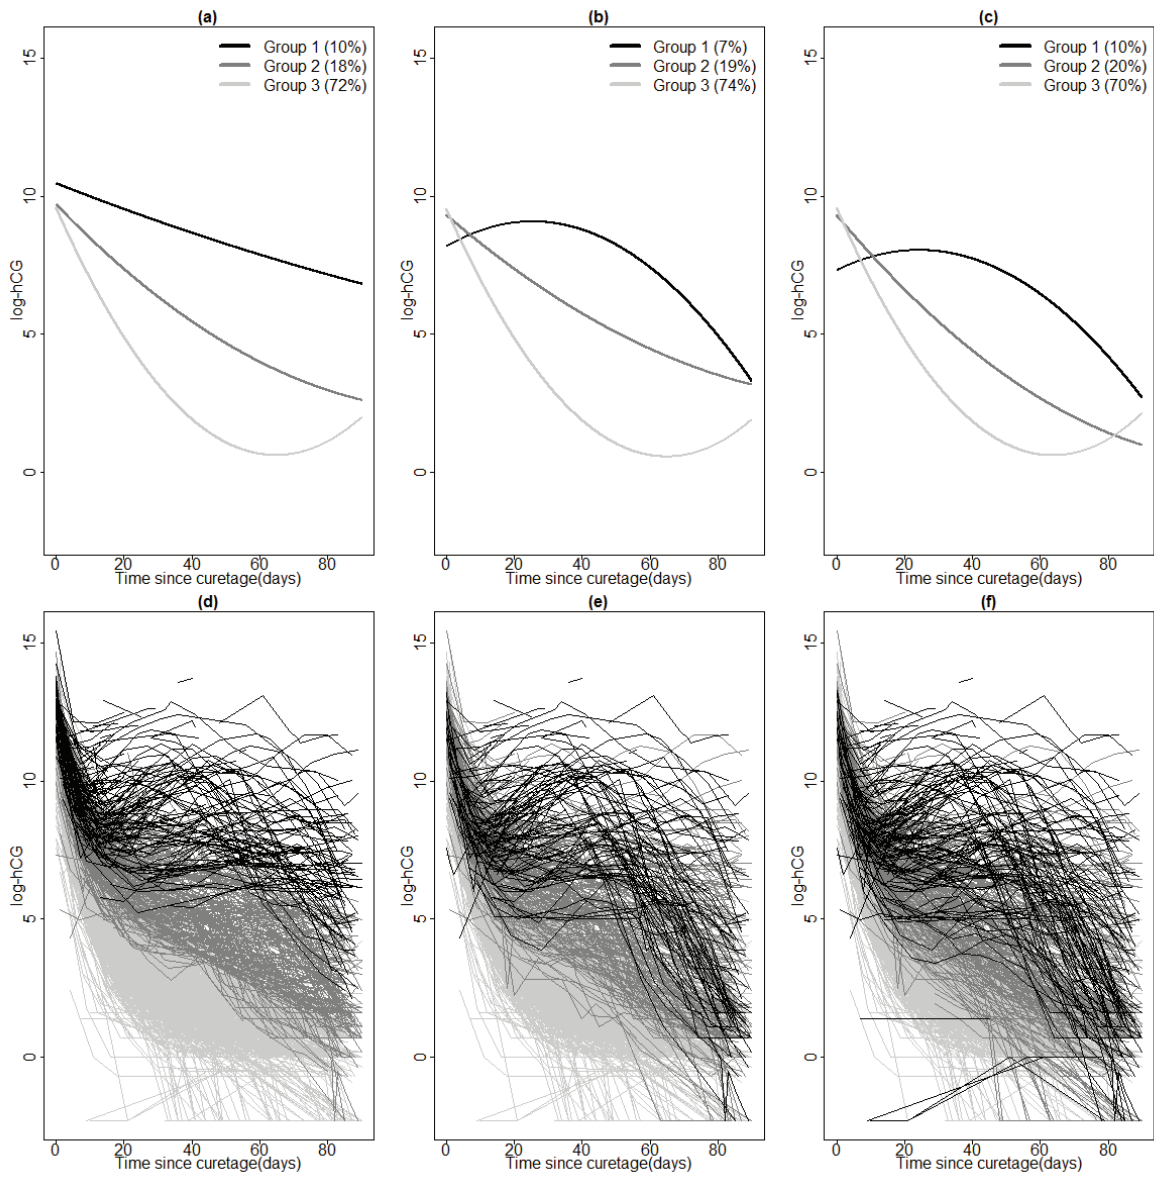 (a)
Group 1 (10%)
Group 2 (18%)
Group 3 (72%)
log-hCG
15
10
5
0
0 20 40 60 80
Time since curetage(days)
(b)
Group 1 (7%)
Group 2 (19%)
Group 3 (74%)
log-hCG
15
10
5
0
0 20 40 60 80
Time since curetage(days)
(c)
Group 1 (10%)
Group 2 (20%)
Group 3 (70%)
log-hCG
15
10
5
0
0 20 40 60 80
Time since curetage(days)
(d)
log-hCG
15
10
5
0
0 20 40 60 80
Time since curetage(days)
(e)
log-hCG
15
10
5
0
0 20 40 60 80
Time since curetage(days)
(f)
log-hCG
15
10
5
0
0 20 40 60 80
Time since curetage(days)